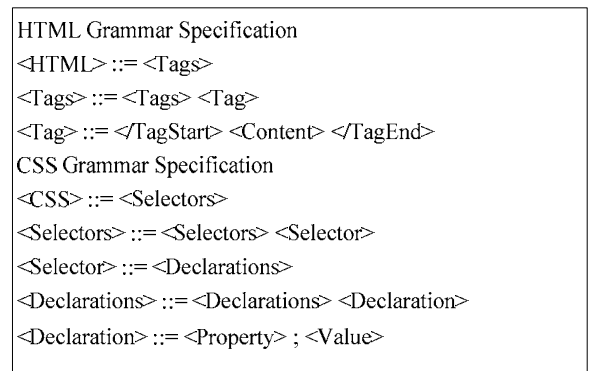 HTML Grammar Specification
<HTML> ::= <Tags>
<Tags> ::= <Tags> <Tag>
<Tag> ::= </TagStart> <Content> </TagEnd>
CSS Grammar Specification
<CSS> ::= <Selectors>
<Selectors> ::= <Selectors> <Selector>
<Selector> ::= <Declarations>
<Declarations> ::= <Declarations> <Declaration>
<Declaration> ::= <Property> ; <Value>